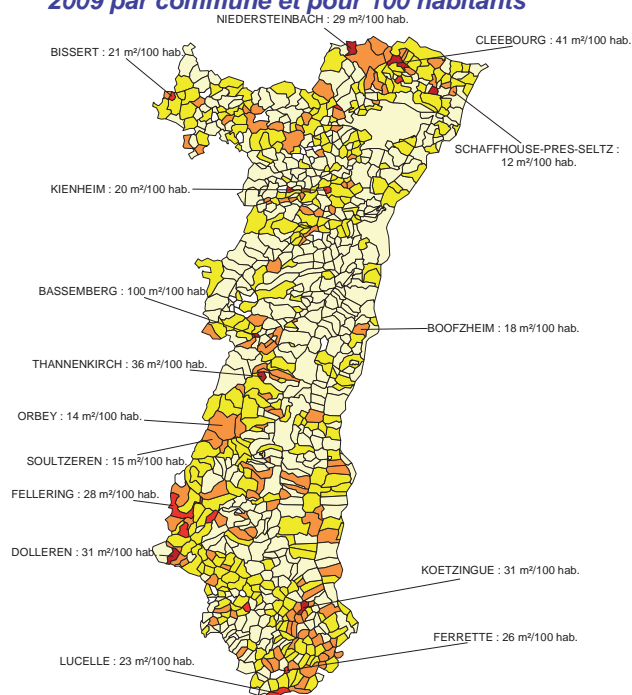 2009 par commune et pour 100 habitants
NIEDERSTEINBACH : 29 m²/100 hab.
CLEEBOURG : 41 m²/100 hab.
BISSERT : 21 m²/100 hab.
SCHAFFHOUSE-PRES-SELTZ :
12 m²/100 hab.
KIENHEIM : 20 m²/100 hab.
BASSEMBERG : 100 m²/100 hab.
BOOFZHEIM : 18 m²/100 hab.
THANNENKIRCH : 36 m²/100 hab.
ORBEY : 14 m²/100 hab.
SOULTZEREN : 15 m²/100 hab.
FELLERING : 28 m²/100 hab.
DOLLEREN : 31 m²/100 hab.
KOETZINGUE : 31 m²/100 hab.
FERRETTE : 26 m²/100 hab.
LUCELLE : 23 m²/100 hab.